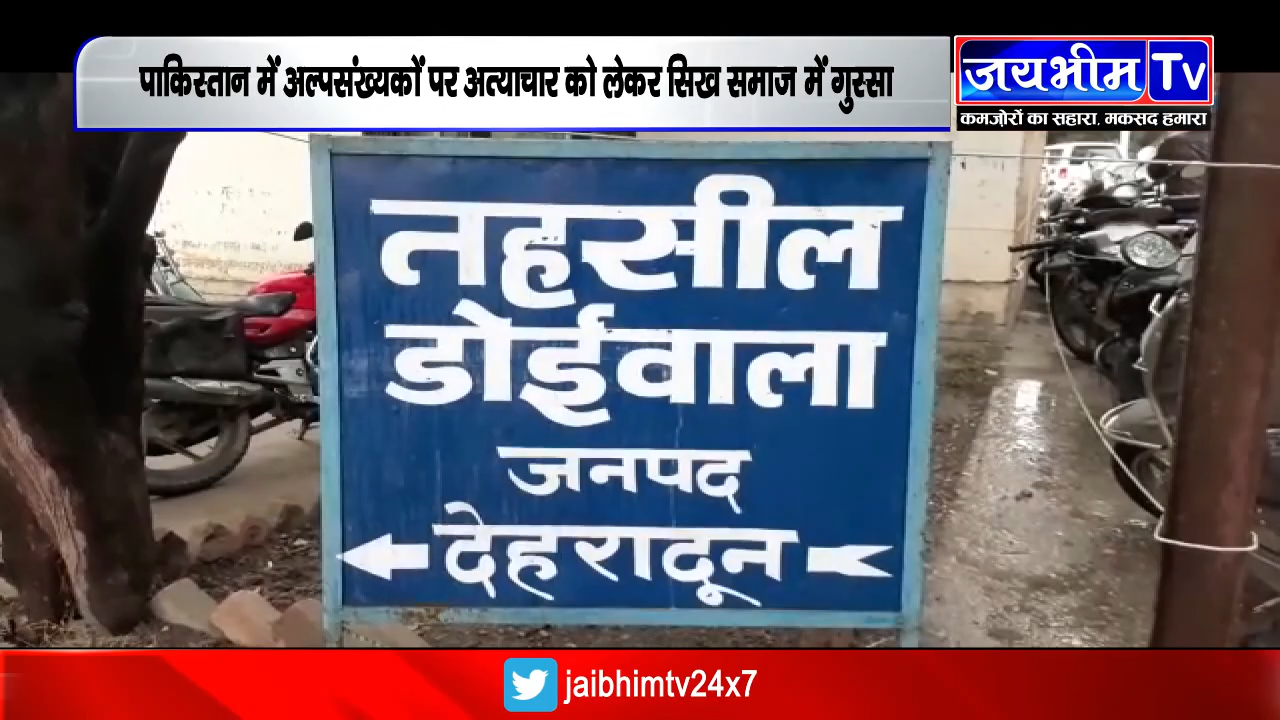 पाकिस्तान में अल्पसंख्यकों पर अत्याचार को लेकर सिख समाज में गुस्सा
जयभीम Tv
कमज़ोरों का सहारा, मकसद हमारा
तहसील
डोईवाला
जनपद
देहरादून
jaibhimtv24x7